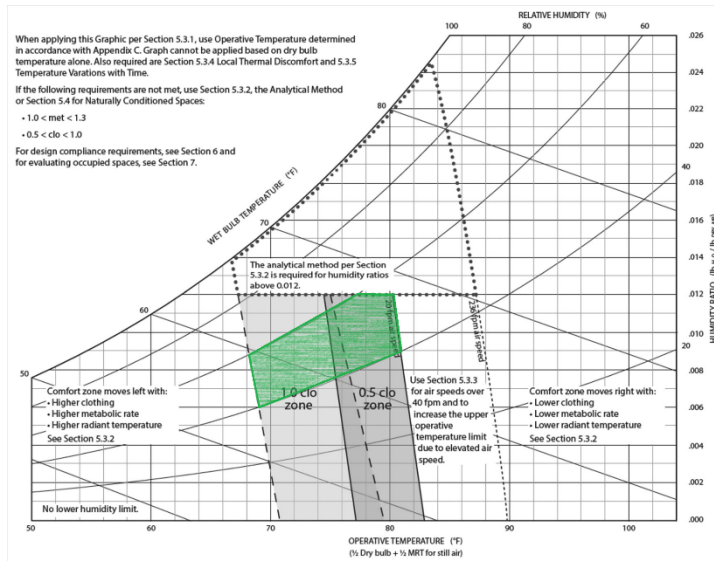 RELATIVE HUMIDITY (%)
100
80
60
When applying this Graphic per Section 5.3.1, use Operative Temperature determined
in accordance with Appendix C. Graph cannot be applied based on dry bulb
temperature alone. Also required are Section 5.3.4 Local Thermal Discomfort and 5.3.5
Temperature Varations with Time.
If the following requirements are not met, use Section 5.3.2, the Analytical Method
or Section 5.4 for Naturally Conditioned Spaces:
• 1.0 < met < 1.3
• 0.5 < clo < 1.0
For design compliance requirements, see Section 6 and
for evaluating occupied spaces, see Section 7.
WET BULB TEMPERATURE (°F)
50
60
70
80
40
20
.026
.024
.022
.020
.018
.016
.014
.012
.010
.008
.006
.004
.002
.000
HUMIDITY RATIO
The analytical method per Section
5.3.2 is required for humidity ratios
above 0.012.
20 fpm air speed
236 fpm air speed
1.0 clo
zone
0.5 clo
zone
Comfort zone moves left with:
• Higher clothing
• Higher metabolic rate
• Higher radiant temperature
See Section 5.3.2
Use Section 5.3.3
for air speeds over
40 fpm and to
increase the upper
operative
temperature limit
due to elevated air
speed.
Comfort zone moves right with:
• Lower clothing
• Lower metabolic rate
• Lower radiant temperature
See Section 5.3.2
No lower humidity limit.
50
60
70
80
90
100
OPERATIVE TEMPERATURE (°F)
(½ Dry bulb + ½ MRT for still air)